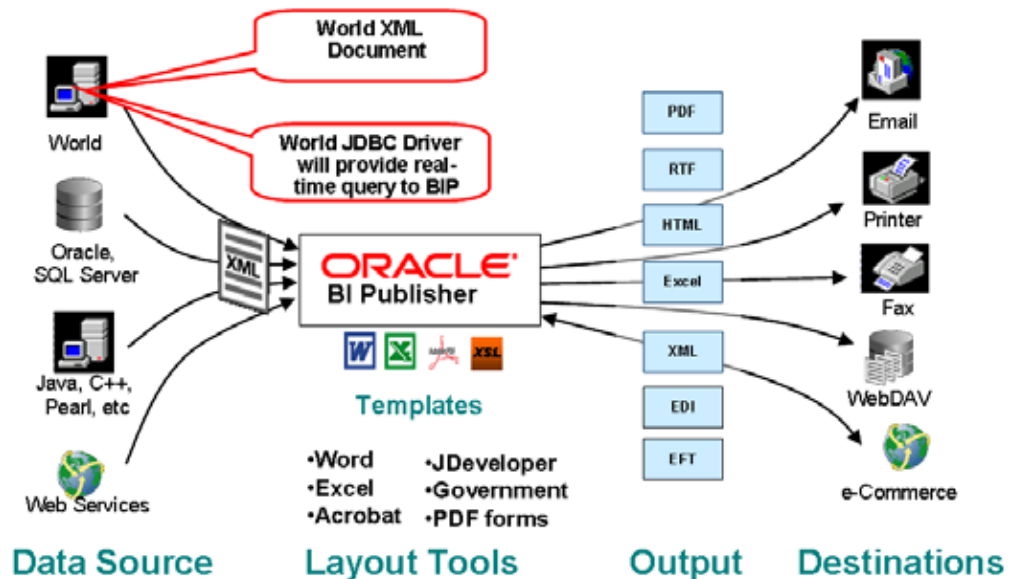 World XML
Document
World JDBC Driver
will provide real-
time query to BIP
World
Oracle,
SQL Server
Java, C++,
Pearl, etc
Web Services
XML
ORACLE
BI Publisher
W
X
Adobe
XSL
Templates
•Word
•Excel
•Acrobat
•JDeveloper
•Government
•PDF forms
PDF
RTF
HTML
Excel
XML
EDI
EFT
Email
Printer
Fax
WebDAV
e-Commerce
Data Source
Layout Tools
Output
Destinations